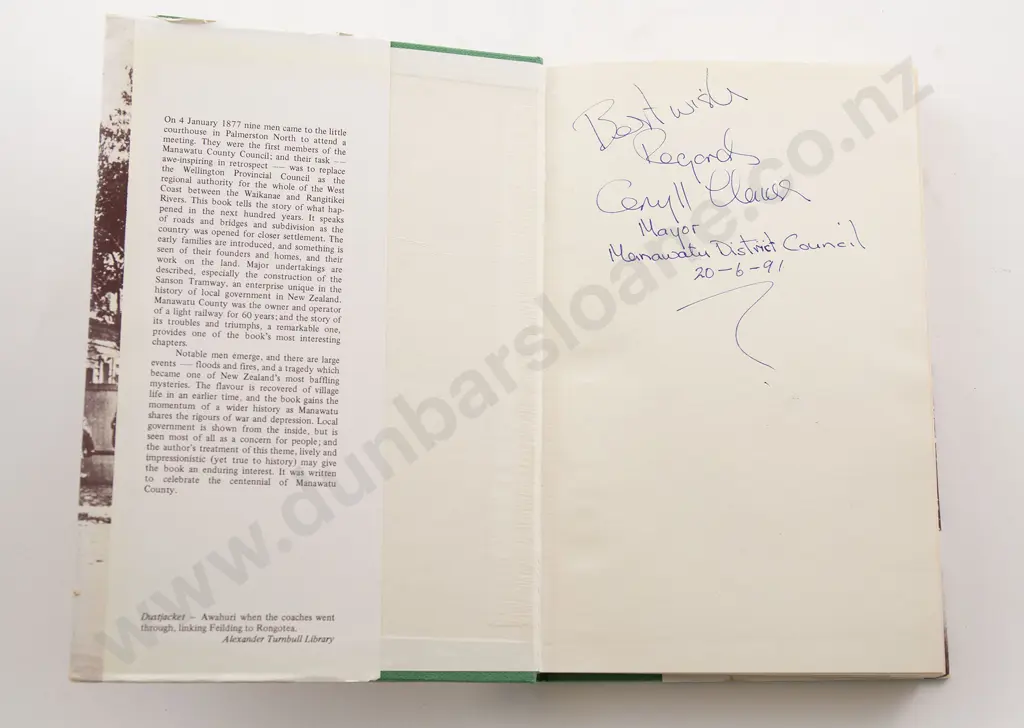 On 4 January 1877 nine men came to the little
courthouse in Palmerston North to attend a
meeting. They were the first members of the
Manawatu County Council; and their task —
awe-inspiring in retrospect — was to replace
the Wellington Provincial Council as the
regional authority for the whole of the West
Coast between the Waikanae and Rangitikei
Rivers. This book tells the story of what hap-
pened in the next hundred years. It speaks
of roads and bridges and subdivision as the
country was opened for closer settlement. The
early families are introduced, and something is
seen of their founders and homes, and their
work on the land. Major undertakings are
described, especially the construction of the
Sanson Tramway, an enterprise unique in the
history of local government in New Zealand.
Manawatu County was the owner and operator
of a light railway for 60 years; and the story of
its troubles and triumphs, a remarkable one,
provides one of the book's most interesting
chapters.
Notable men emerge, and there are large
events — floods and fires, and a tragedy which
became one of New Zealand's most baffling
mysteries. The flavour is recovered of village
life in an earlier time, and the book gains the
momentum of a wider history as Manawatu
shares the rigours of war and depression. Local
government is shown from the inside, but is
seen most of all as a concern for people; and
the author's treatment of this theme, lively and
impressionistic (yet true to history) may give
the book an enduring interest. It was written
to celebrate the centennial of Manawatu
County.
Dustjacket — Awahuri when the coaches went
through, linking Feilding to Rongotea.
Alexander Turnbull Library
Best wish
Regards
Mayor
Manawatu District Council
20-6-91
www.dunbarsloane.co.nz